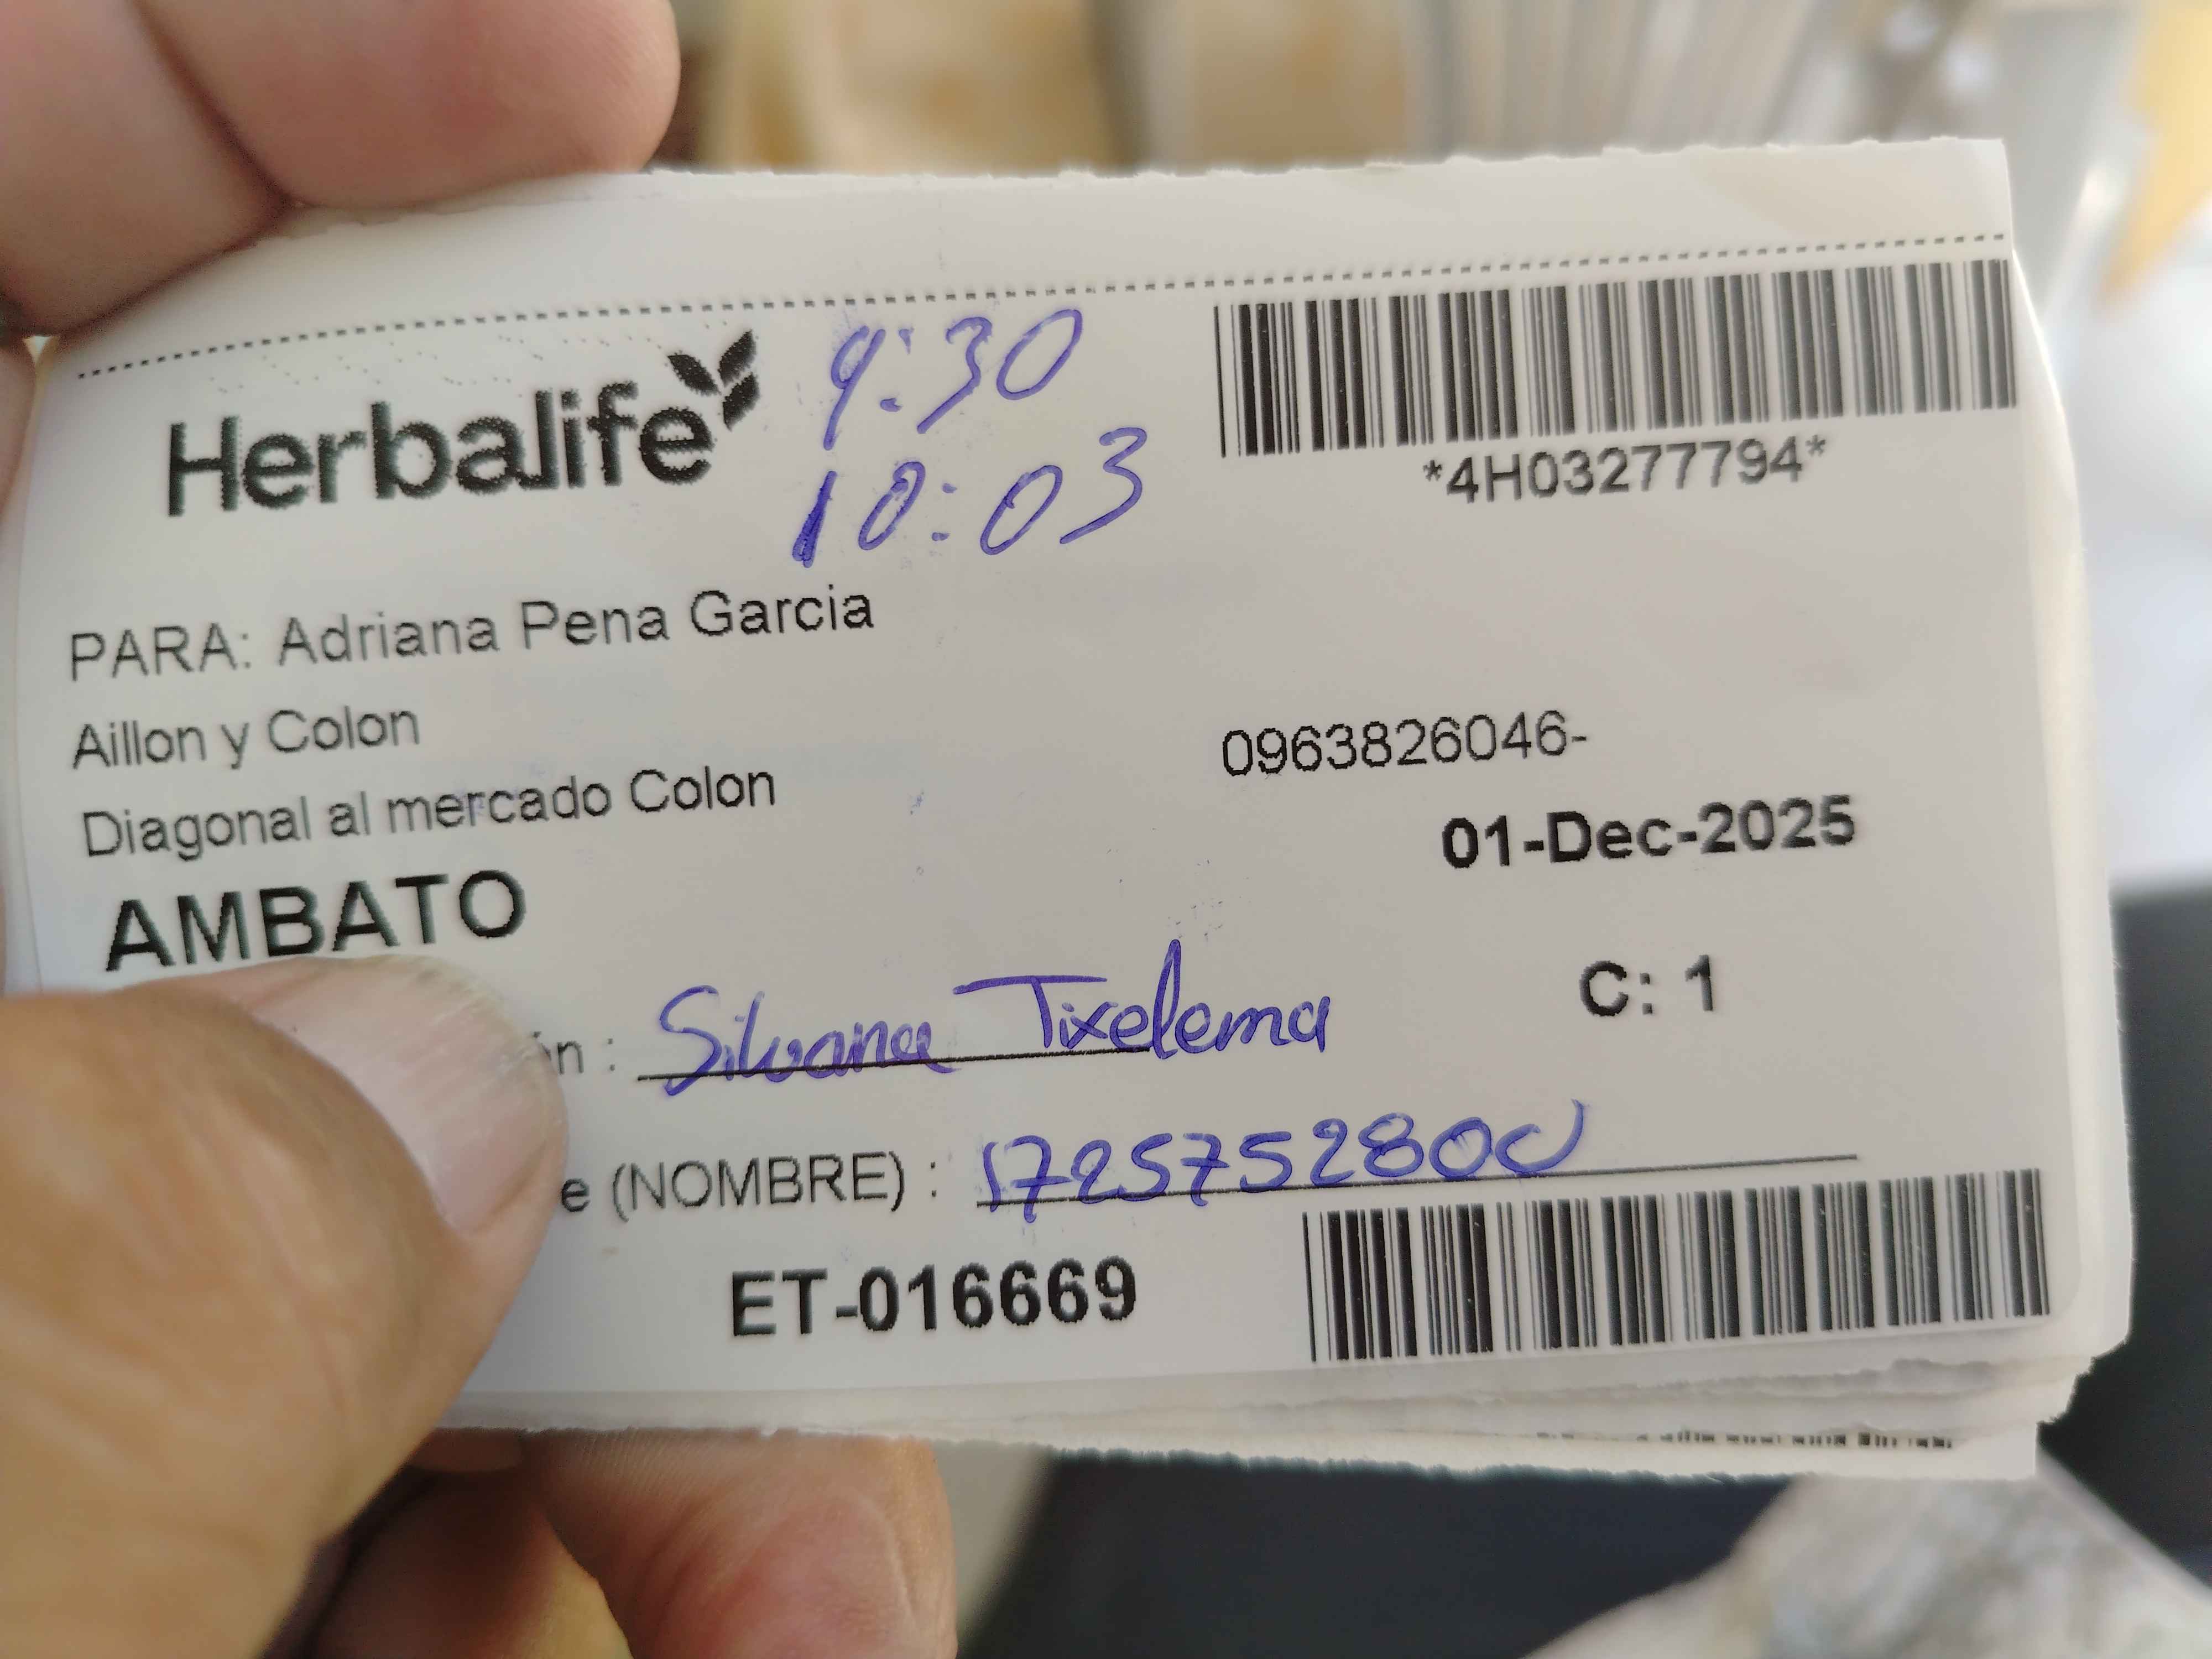 Herbalife
9:30
10:03
*4H03277794*
PARA: Adriana Pena Garcia
Aillon y Colon
0963826046-
Diagonal al mercado Colon
01-Dec-2025
AMBATO
C: 1
ón : Silvana Tixelema
e (NOMBRE) : 1725752800
ET-016669